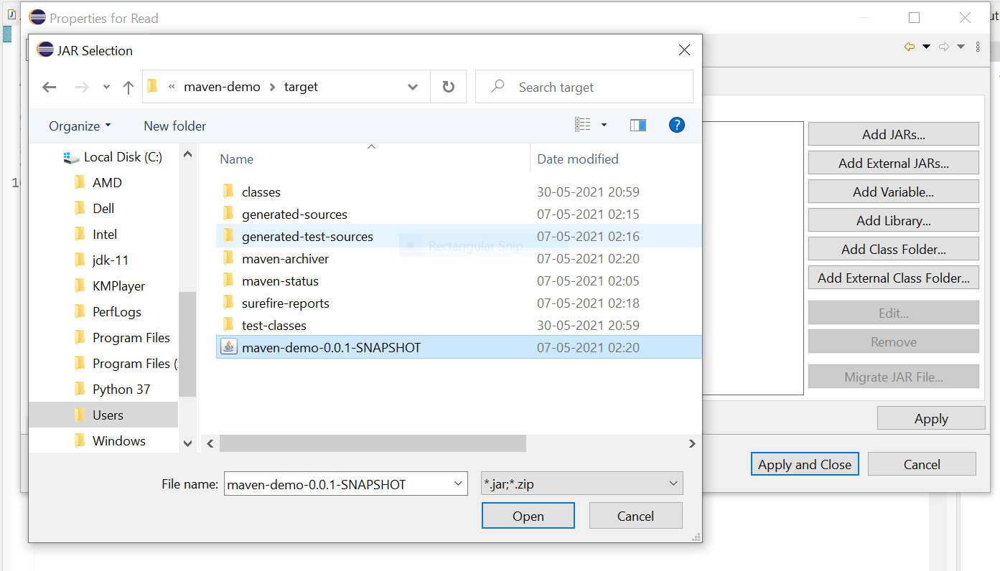 Properties for Read
JAR Selection
« maven-demo > target
Search target
Organize
New folder
Local Disk (C:)
AMD
Dell
Intel
jdk-11
KMPlayer
PerfLogs
Program Files
Program Files (
Python 37
Users
Windows
Name
Date modified
classes 30-05-2021 20:59
generated-sources 07-05-2021 02:15
generated-test-sources 07-05-2021 02:16
Rectangular Snip
maven-archiver 07-05-2021 02:20
maven-status 07-05-2021 02:05
surefire-reports 07-05-2021 02:18
test-classes 30-05-2021 20:59
maven-demo-0.0.1-SNAPSHOT 07-05-2021 02:20
File name: maven-demo-0.0.1-SNAPSHOT
*.jar;*.zip
Open
Cancel
Add JARs...
Add External JARs...
Add Variable...
Add Library...
Add Class Folder...
Add External Class Folder...
Edit...
Remove
Migrate JAR File...
Apply
Apply and Close
Cancel